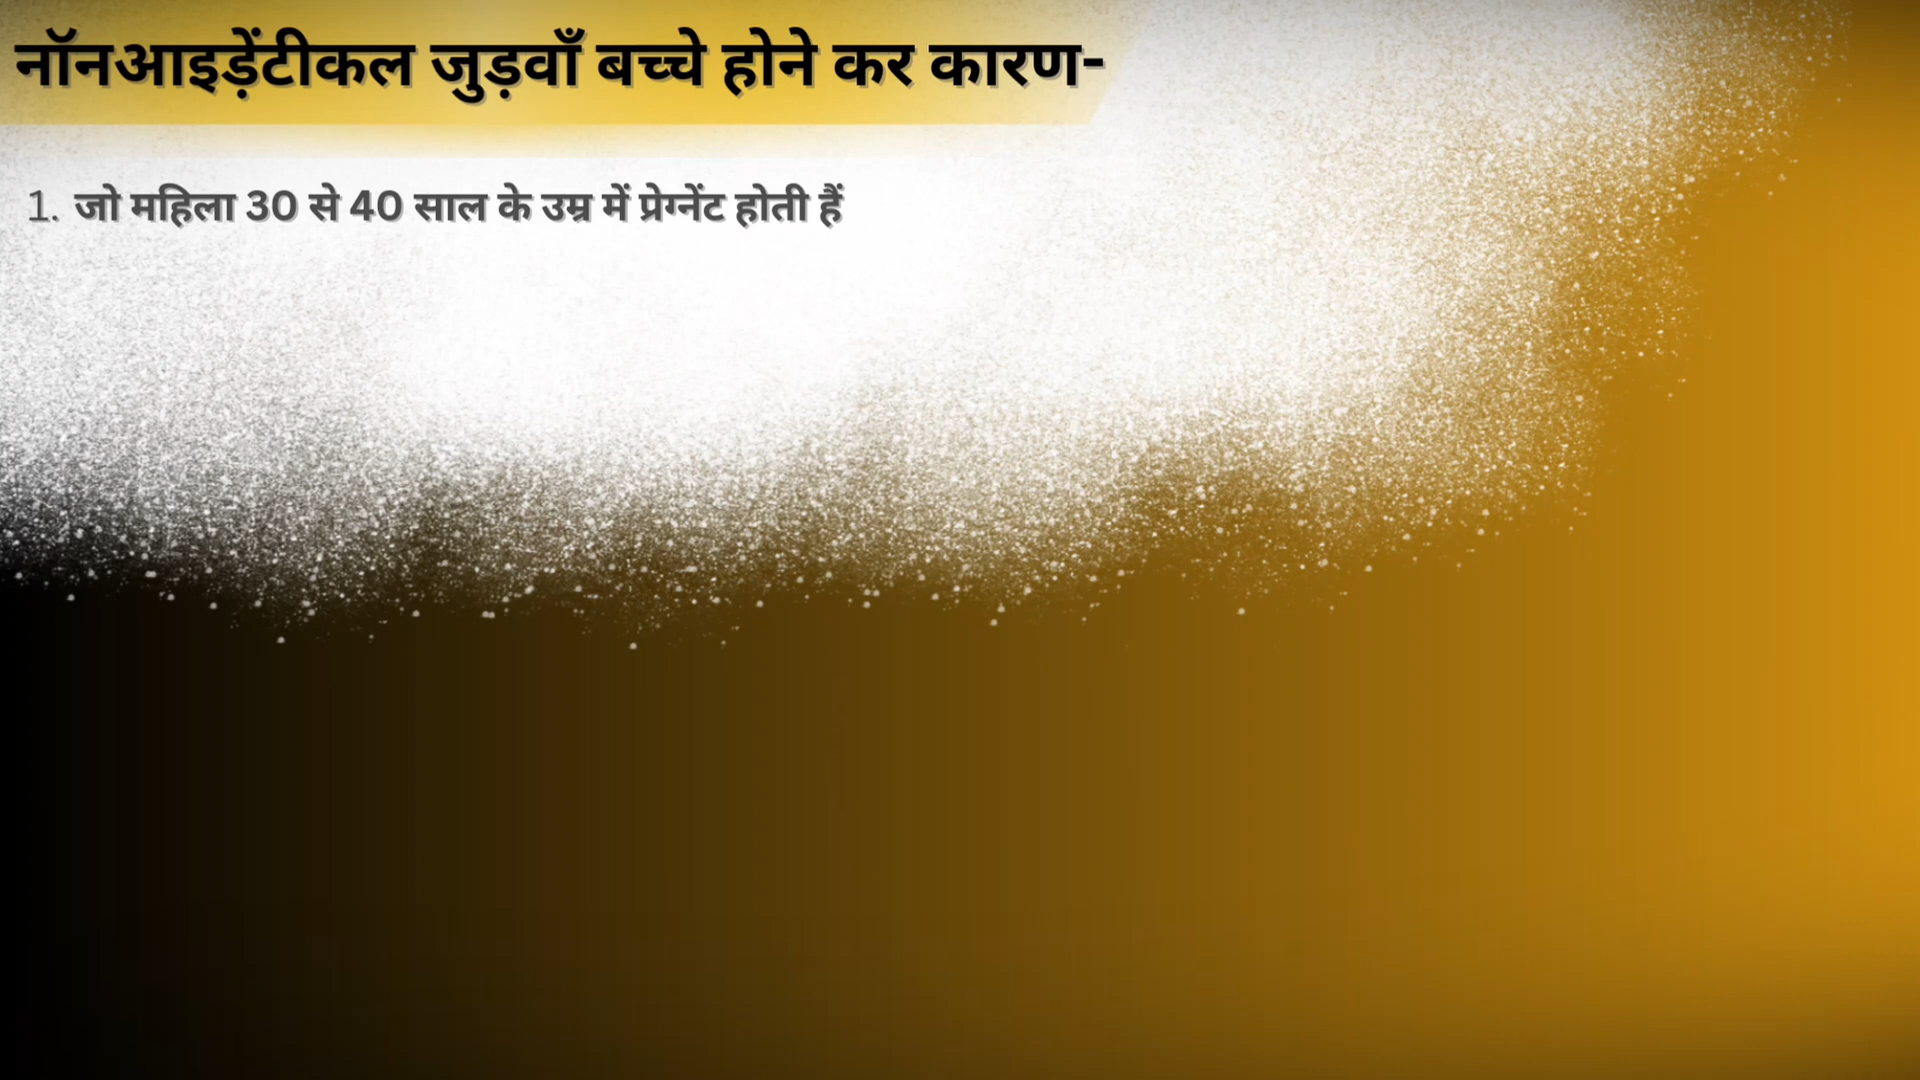 नॉनआइड़ेंटीकल जुड़वाँ बच्चे होने कर कारण-
1. जो महिला 30 से 40 साल के उम्र में प्रेग्नेंट होती हैं